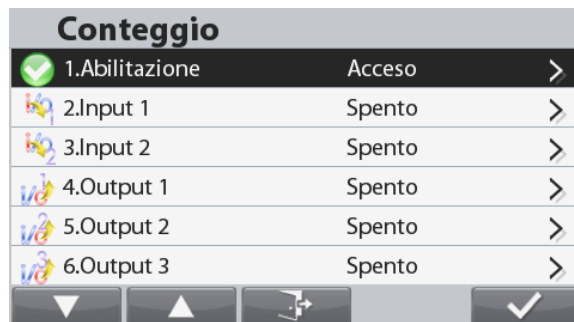 Conteggio
1.Abilitazione Acceso
2.Input 1 Spento
3.Input 2 Spento
4.Output 1 Spento
5.Output 2 Spento
6.Output 3 Spento